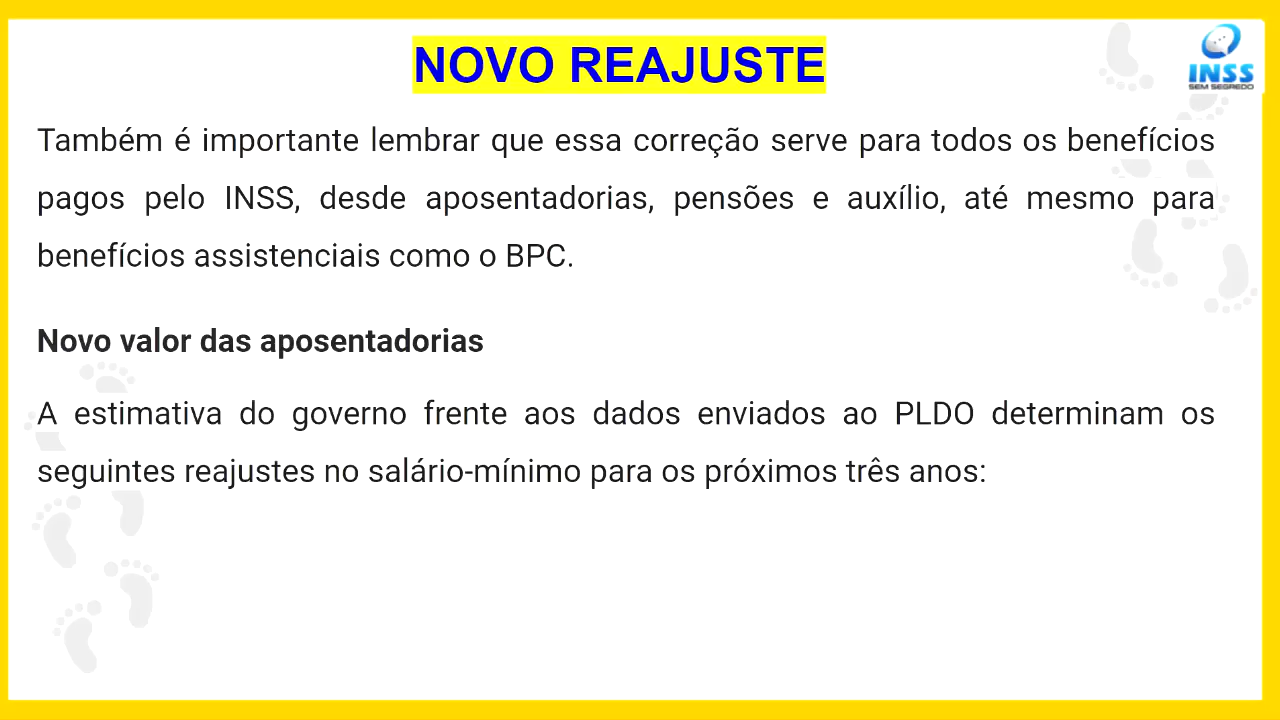 NOVO REAJUSTE
INSS
SEM SEGREDO
Também é importante lembrar que essa correção serve para todos os benefícios
pagos pelo INSS, desde aposentadorias, pensões e auxílio, até mesmo para
benefícios assistenciais como o BPC.
Novo valor das aposentadorias
A estimativa do governo frente aos dados enviados ao PLDO determinam os
seguintes reajustes no salário-mínimo para os próximos três anos: